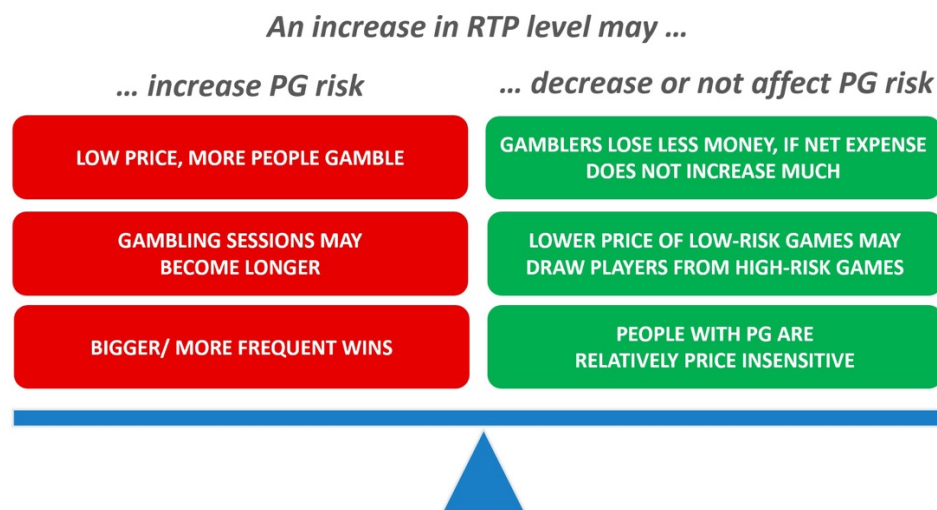 An increase in RTP level may …
… increase PG risk
… decrease or not affect PG risk
LOW PRICE, MORE PEOPLE GAMBLE
GAMBLERS LOSE LESS MONEY, IF NET EXPENSE
DOES NOT INCREASE MUCH
GAMBLING SESSIONS MAY
BECOME LONGER
LOWER PRICE OF LOW-RISK GAMES MAY
DRAW PLAYERS FROM HIGH-RISK GAMES
BIGGER/ MORE FREQUENT WINS
PEOPLE WITH PG ARE
RELATIVELY PRICE INSENSITIVE